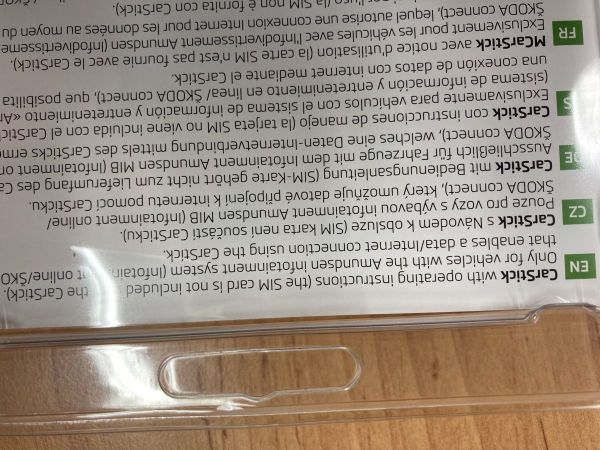 EN
CarStick with operating instructions (the SIM card is not included the CarStick).
Only for vehicles with the Amundsen infotainment system (Infotainment online/ŠKO
that enables a data/Internet connection using the CarStick.
CZ
CarStick s Návodem k obsluze (SIM karta není součástí CarSticku).
Pouze pro vozy s výbavou infotainment Amundsen MIB (Infotainment online/
ŠKODA connect), který umožňuje datové připojení k internetu pomocí CarSticku.
DE
CarStick mit Bedienungsanleitung (SIM-Karte gehört nicht zum Lieferumfang des Ca
Ausschließlich für Fahrzeuge mit dem Infotainment Amundsen MIB (Infotainment on
ŠKODA connect), welches eine Daten-Internetverbindung mittels des CarSticks erm
ES
CarStick con instrucciones de manejo (la tarjeta SIM no viene incluida con el CarStick
Exclusivamente para vehículos con el sistema de información y entretenimiento «A
(sistema de información y entretenimiento en línea/ ŠKODA connect), que posibilita
una conexión de datos con internet mediante el CarStick.
FR
MCarStick avec notice d'utilisation (la carte SIM n'est pas fournie avec le CarStick).
Exclusivement pour les véhicules avec l'infodivertissement Amundsen (Infodivertisseme
ŠKODA connect), lequel autorise une connexion Internet pour les données au moyen du
(la SIM non è fornita con CarStick).